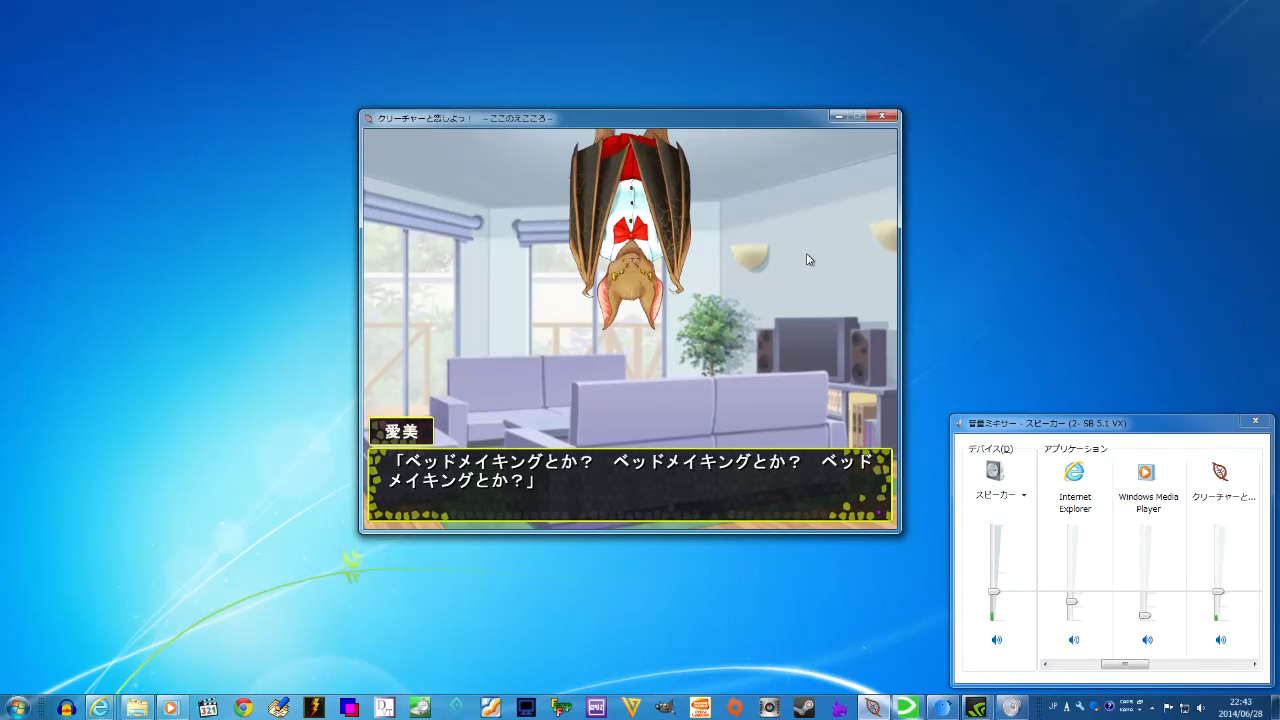 クリーチャーと恋しよっ！　－ここのえこころ－
愛美
「ベッドメイキングとか？　ベッドメイキングとか？　ベッド
メイキングとか？」
音量ミキサー - スピーカー (2- SB 5.1 VX)
デバイス(D)
アプリケーション
スピーカー
Internet
Explorer
Windows Media
Player
クリーチャーと...
321
JP
22:43
2014/06/28